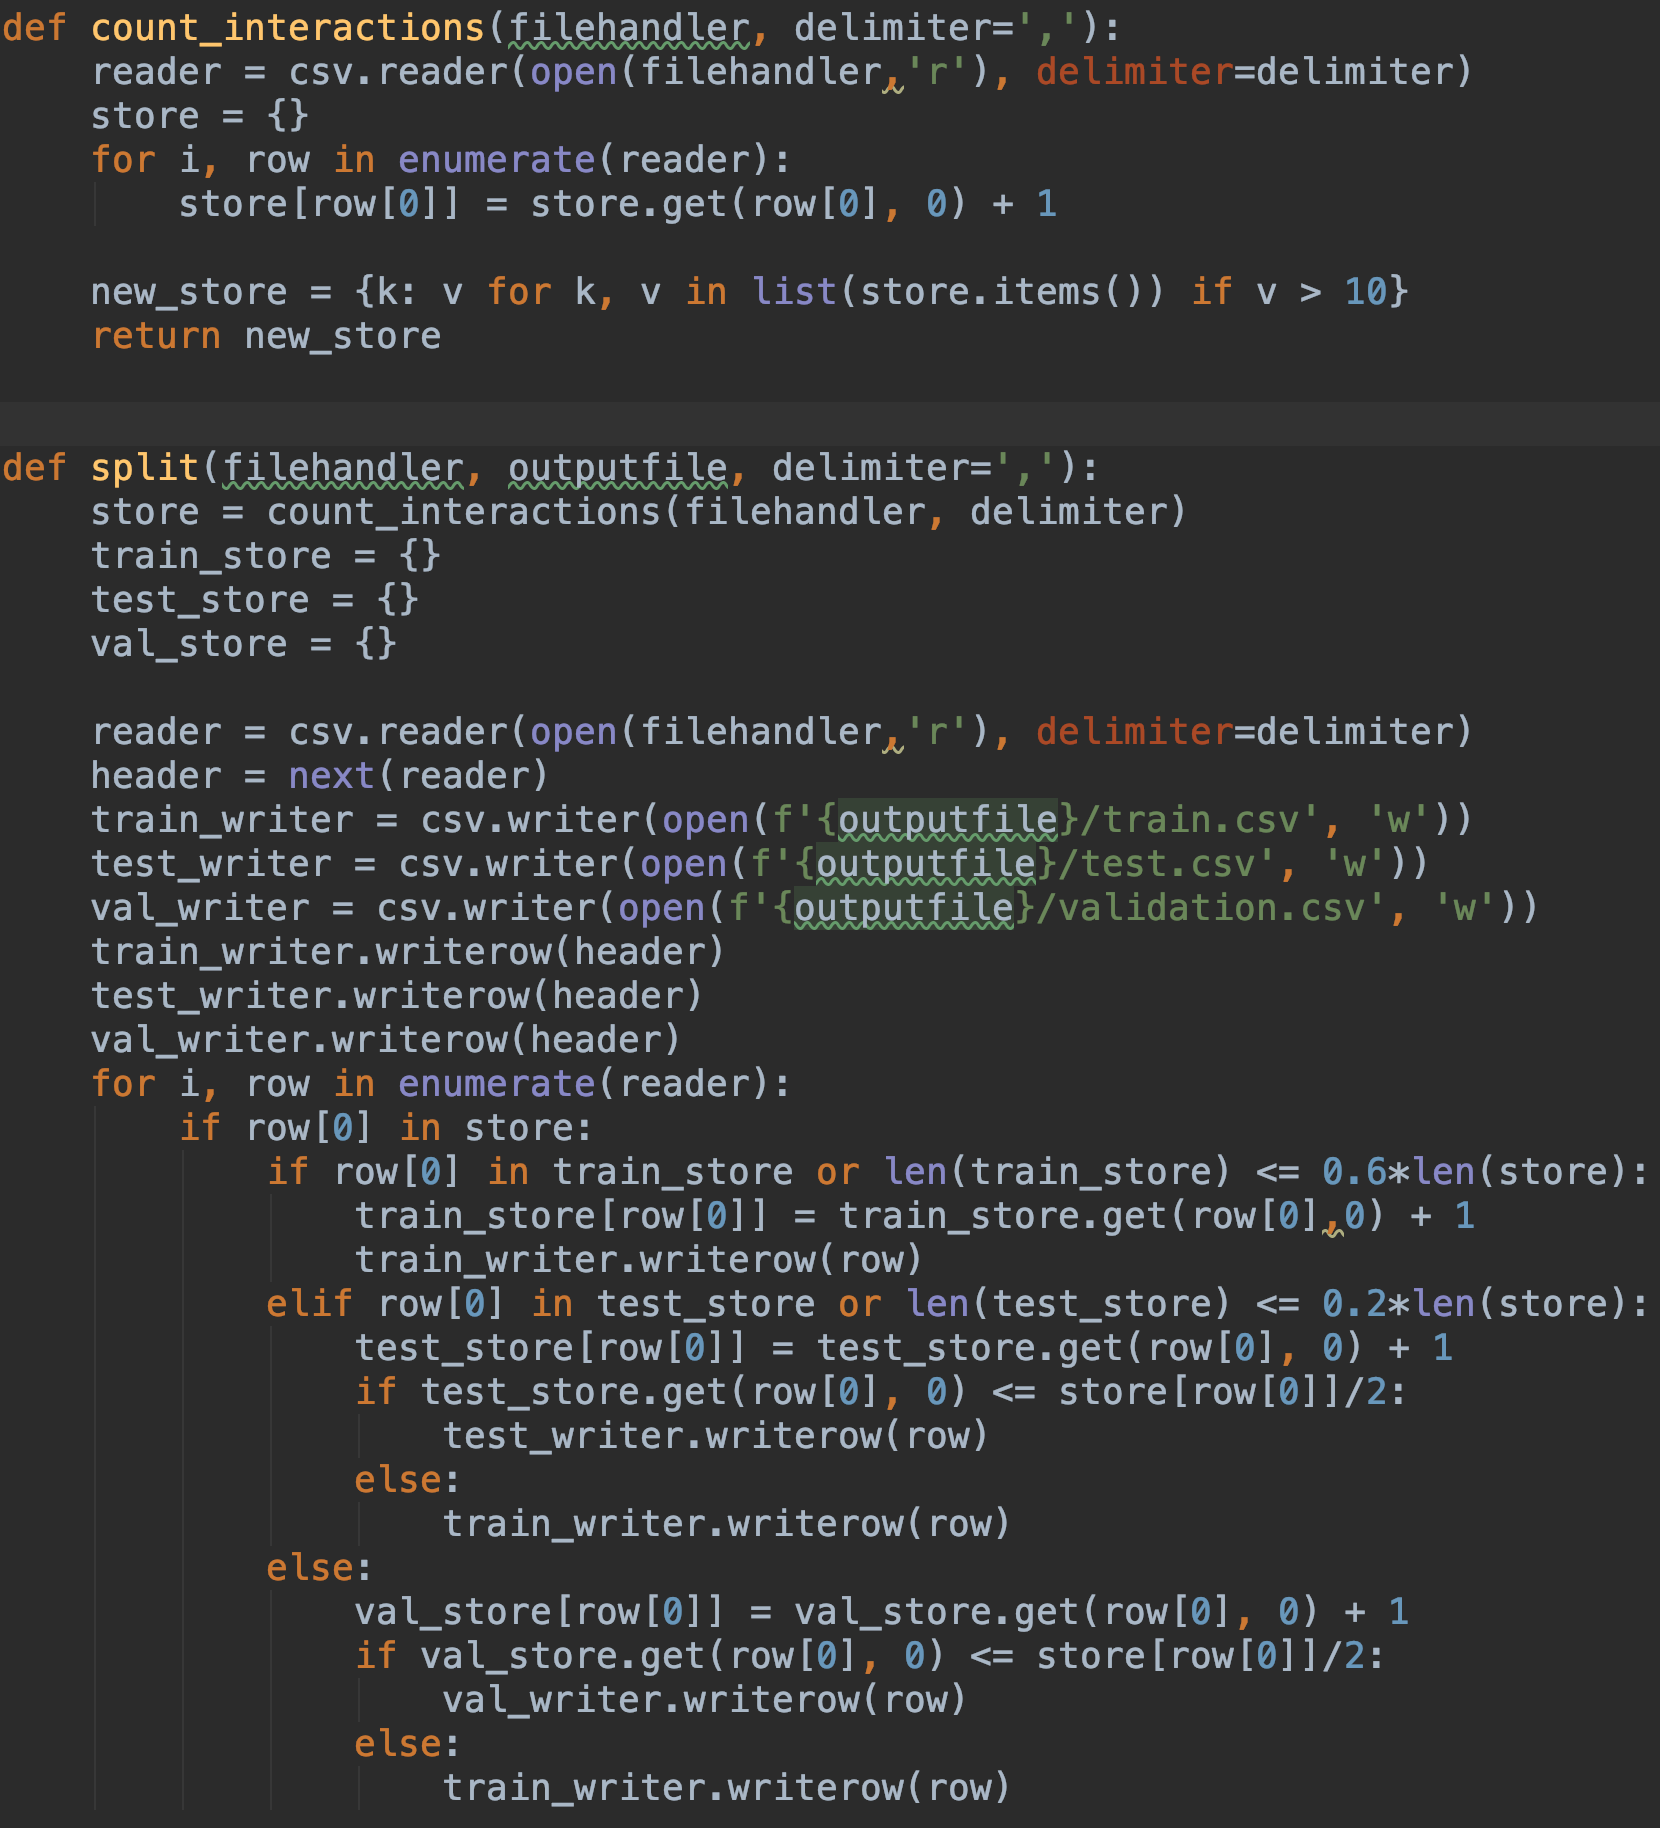 def count_interactions(filehandler, delimiter=','):
    reader = csv.reader(open(filehandler,'r'), delimiter=delimiter)
    store = {}
    for i, row in enumerate(reader):
        store[row[0]] = store.get(row[0], 0) + 1

    new_store = {k: v for k, v in list(store.items()) if v > 10}
    return new_store


def split(filehandler, outputfile, delimiter=','):
    store = count_interactions(filehandler, delimiter)
    train_store = {}
    test_store = {}
    val_store = {}

    reader = csv.reader(open(filehandler,'r'), delimiter=delimiter)
    header = next(reader)
    train_writer = csv.writer(open(f'{outputfile}/train.csv', 'w'))
    test_writer = csv.writer(open(f'{outputfile}/test.csv', 'w'))
    val_writer = csv.writer(open(f'{outputfile}/validation.csv', 'w'))
    train_writer.writerow(header)
    test_writer.writerow(header)
    val_writer.writerow(header)
    for i, row in enumerate(reader):
        if row[0] in store:
            if row[0] in train_store or len(train_store) <= 0.6*len(store):
                train_store[row[0]] = train_store.get(row[0],0) + 1
                train_writer.writerow(row)
            elif row[0] in test_store or len(test_store) <= 0.2*len(store):
                test_store[row[0]] = test_store.get(row[0], 0) + 1
                if test_store.get(row[0], 0) <= store[row[0]]/2:
                    test_writer.writerow(row)
                else:
                    train_writer.writerow(row)
            else:
                val_store[row[0]] = val_store.get(row[0], 0) + 1
                if val_store.get(row[0], 0) <= store[row[0]]/2:
                    val_writer.writerow(row)
                else:
                    train_writer.writerow(row)